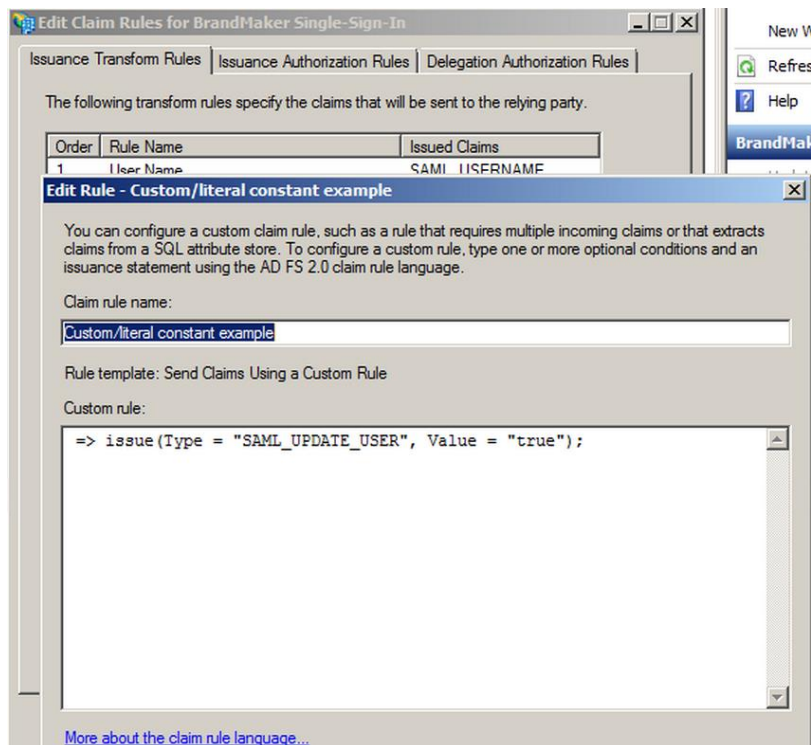 Edit Claim Rules for BrandMaker Single-Sign-In
New
Issuance Transform Rules
Issuance Authorization Rules
Delegation Authorization Rules
Help
The following transform rules specify the claims that will be sent to the relying party.
Order
Rule Name
Issued Claims
1
User Name
SAML_USERNAME
Edit Rule - Custom/literal constant example
You can configure a custom claim rule, such as a rule that requires multiple incoming claims or that extracts
claims from a SQL attribute store. To configure a custom rule, type one or more optional conditions and an
issuance statement using the AD FS 2.0 claim rule language.
Claim rule name:
Custom/literal constant example
Rule template: Send Claims Using a Custom Rule
Custom rule:
=> issue(Type = "SAML_UPDATE_USER", Value = "true");
More about the claim rule language...